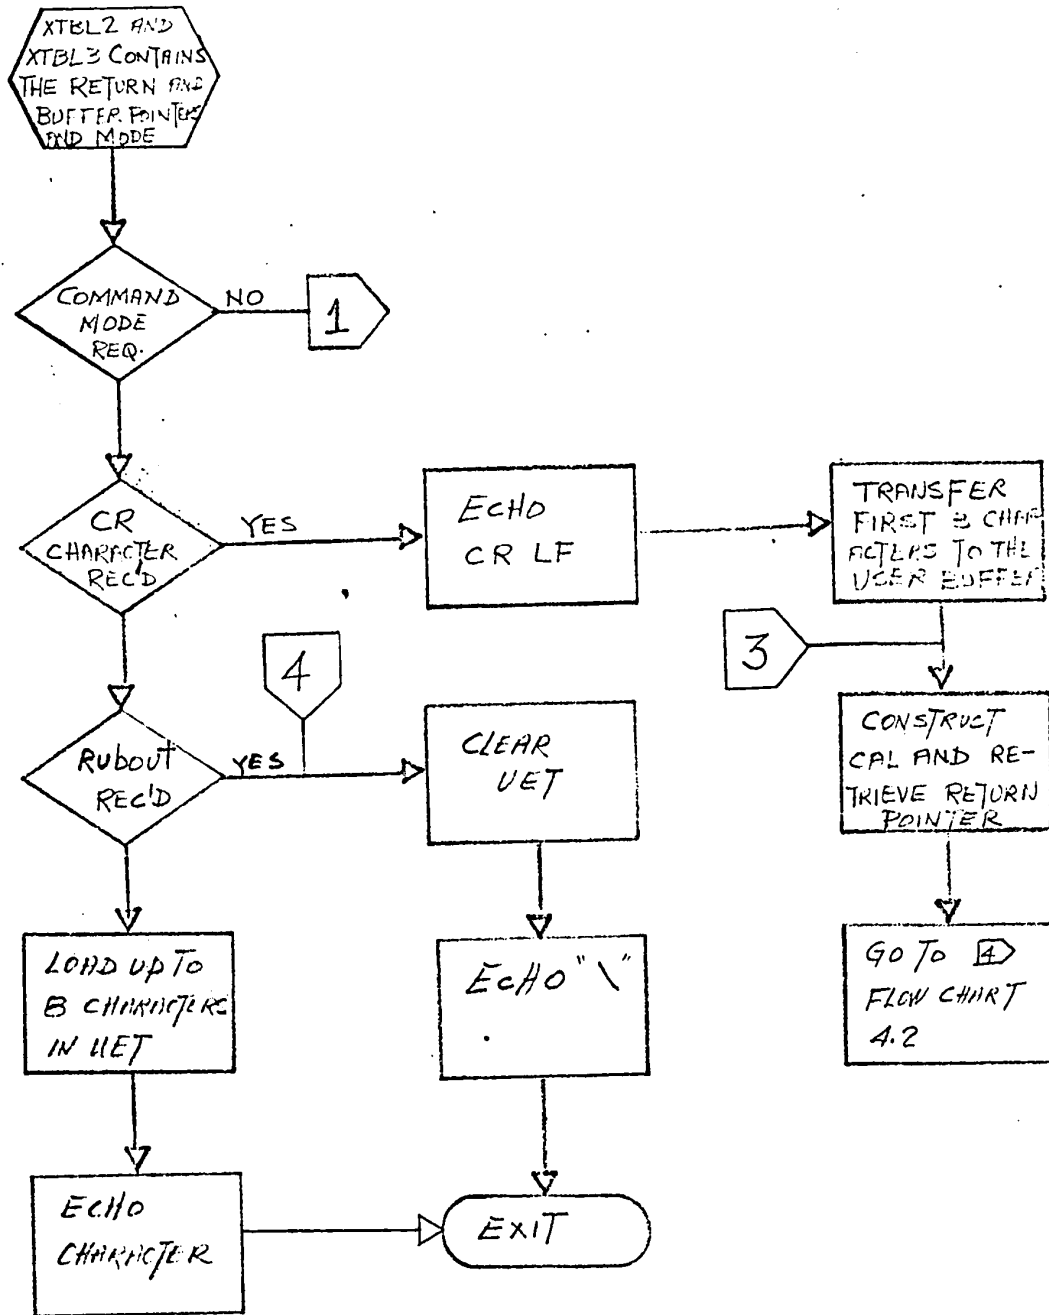 XTBL2 AND
XTBL3 CONTAINS
THE RETURN AND
BUFFER POINTERS
AND MODE
COMMAND
MODE
REQ.
NO
1
CR
CHARACTER
REC'D
YES
ECHO
CR LF
TRANSFER
FIRST 8 CHAR
ACTERS TO THE
USER BUFFER
3
4
RUBOUT
REC'D
YES
CLEAR
UET
CONSTRUCT
CAL AND RE-
TRIEVE RETURN
POINTER
LOAD UP TO
8 CHARACTERS
IN UET
ECHO "\"
GO TO 4
FLOW CHART
4.2
ECHO
CHARACTER
EXIT